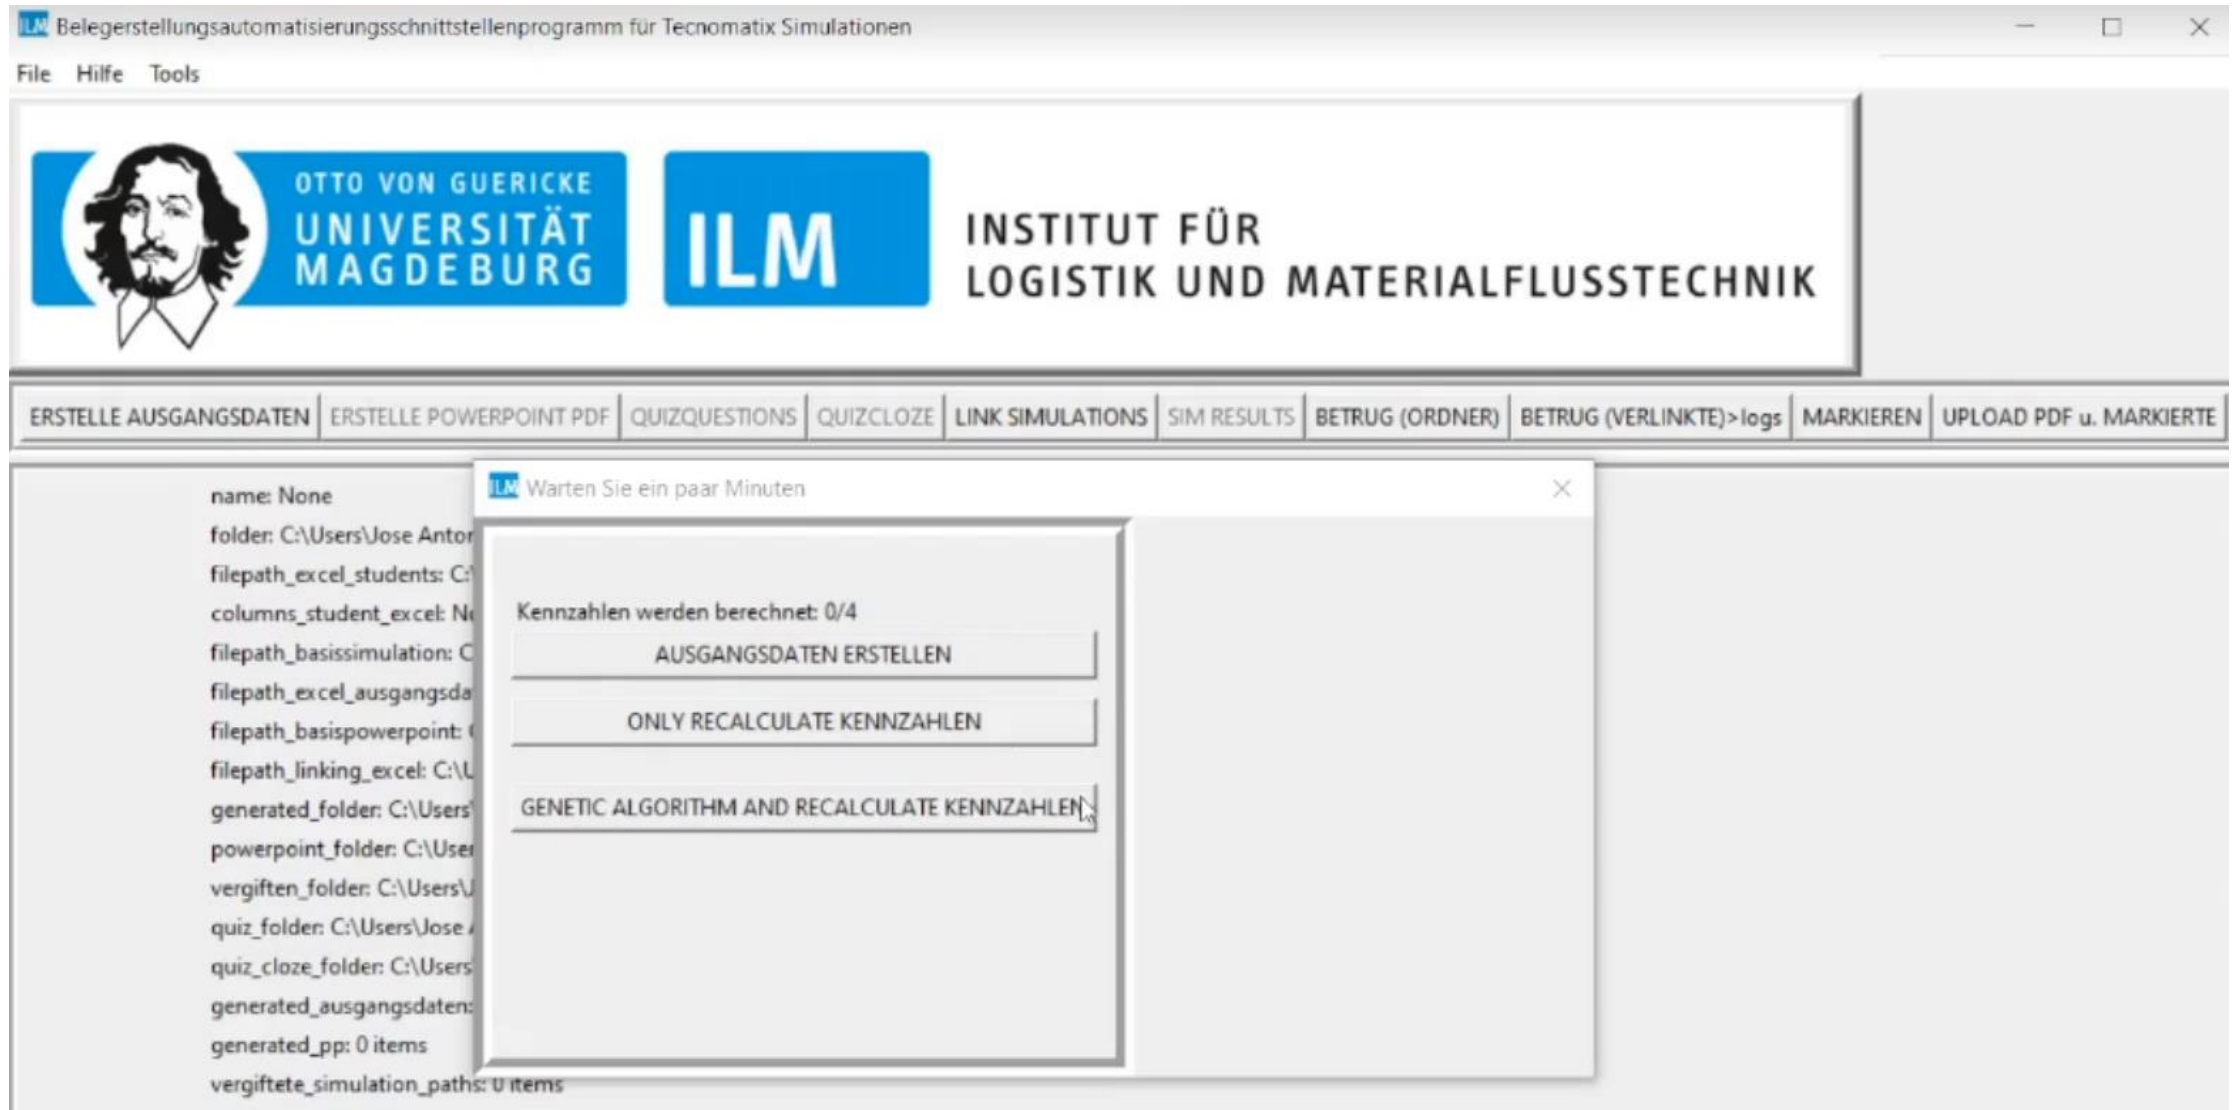 ILM Belegerstellungsautomatisierungsschnittstellenprogramm für Tecnomatix Simulationen
File Hilfe Tools
OTTO VON GUERICKE
UNIVERSITÄT
MAGDEBURG
ILM
INSTITUT FÜR
LOGISTIK UND MATERIALFLUSSTECHNIK
ERSTELLE AUSGANGSDATEN ERSTELLE POWERPOINT PDF QUIZQUESTIONS QUIZCLOZE LINK SIMULATIONS SIM RESULTS BETRUG (ORDNER) BETRUG (VERLINKTE)>logs MARKIEREN UPLOAD PDF u. MARKIERTE
name: None
folder: C:\Users\Jose Anton
filepath_excel_students: C:\
columns_student_excel: No
filepath_basissimulation: C
filepath_excel_ausgangsdat
filepath_basispowerpoint: C
filepath_linking_excel: C:\U
generated_folder: C:\Users\
powerpoint_folder: C:\User
vergiften_folder: C:\Users\J
quiz_folder: C:\Users\Jose A
quiz_cloze_folder: C:\Users\
generated_ausgangsdaten:
generated_pp: 0 items
vergiftete_simulation_paths: 0 items
ILM Warten Sie ein paar Minuten
Kennzahlen werden berechnet: 0/4
AUSGANGSDATEN ERSTELLEN
ONLY RECALCULATE KENNZAHLEN
GENETIC ALGORITHM AND RECALCULATE KENNZAHLEN